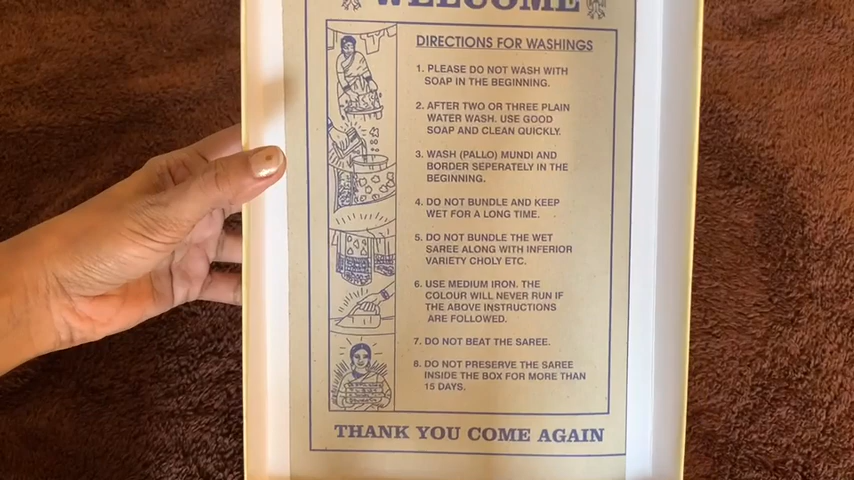 WELCOME
DIRECTIONS FOR WASHINGS
1. PLEASE DO NOT WASH WITH
SOAP IN THE BEGINNING.
2. AFTER TWO OR THREE PLAIN
WATER WASH. USE GOOD
SOAP AND CLEAN QUICKLY.
3. WASH (PALLO) MUNDI AND
BORDER SEPERATELY IN THE
BEGINNING.
4. DO NOT BUNDLE AND KEEP
WET FOR A LONG TIME.
5. DO NOT BUNDLE THE WET
SAREE ALONG WITH INFERIOR
VARIETY CHOLY ETC.
6. USE MEDIUM IRON. THE
COLOUR WILL NEVER RUN IF
THE ABOVE INSTRUCTIONS
ARE FOLLOWED.
7. DO NOT BEAT THE SAREE.
8. DO NOT PRESERVE THE SAREE
INSIDE THE BOX FOR MORE THAN
15 DAYS.
THANK YOU COME AGAIN